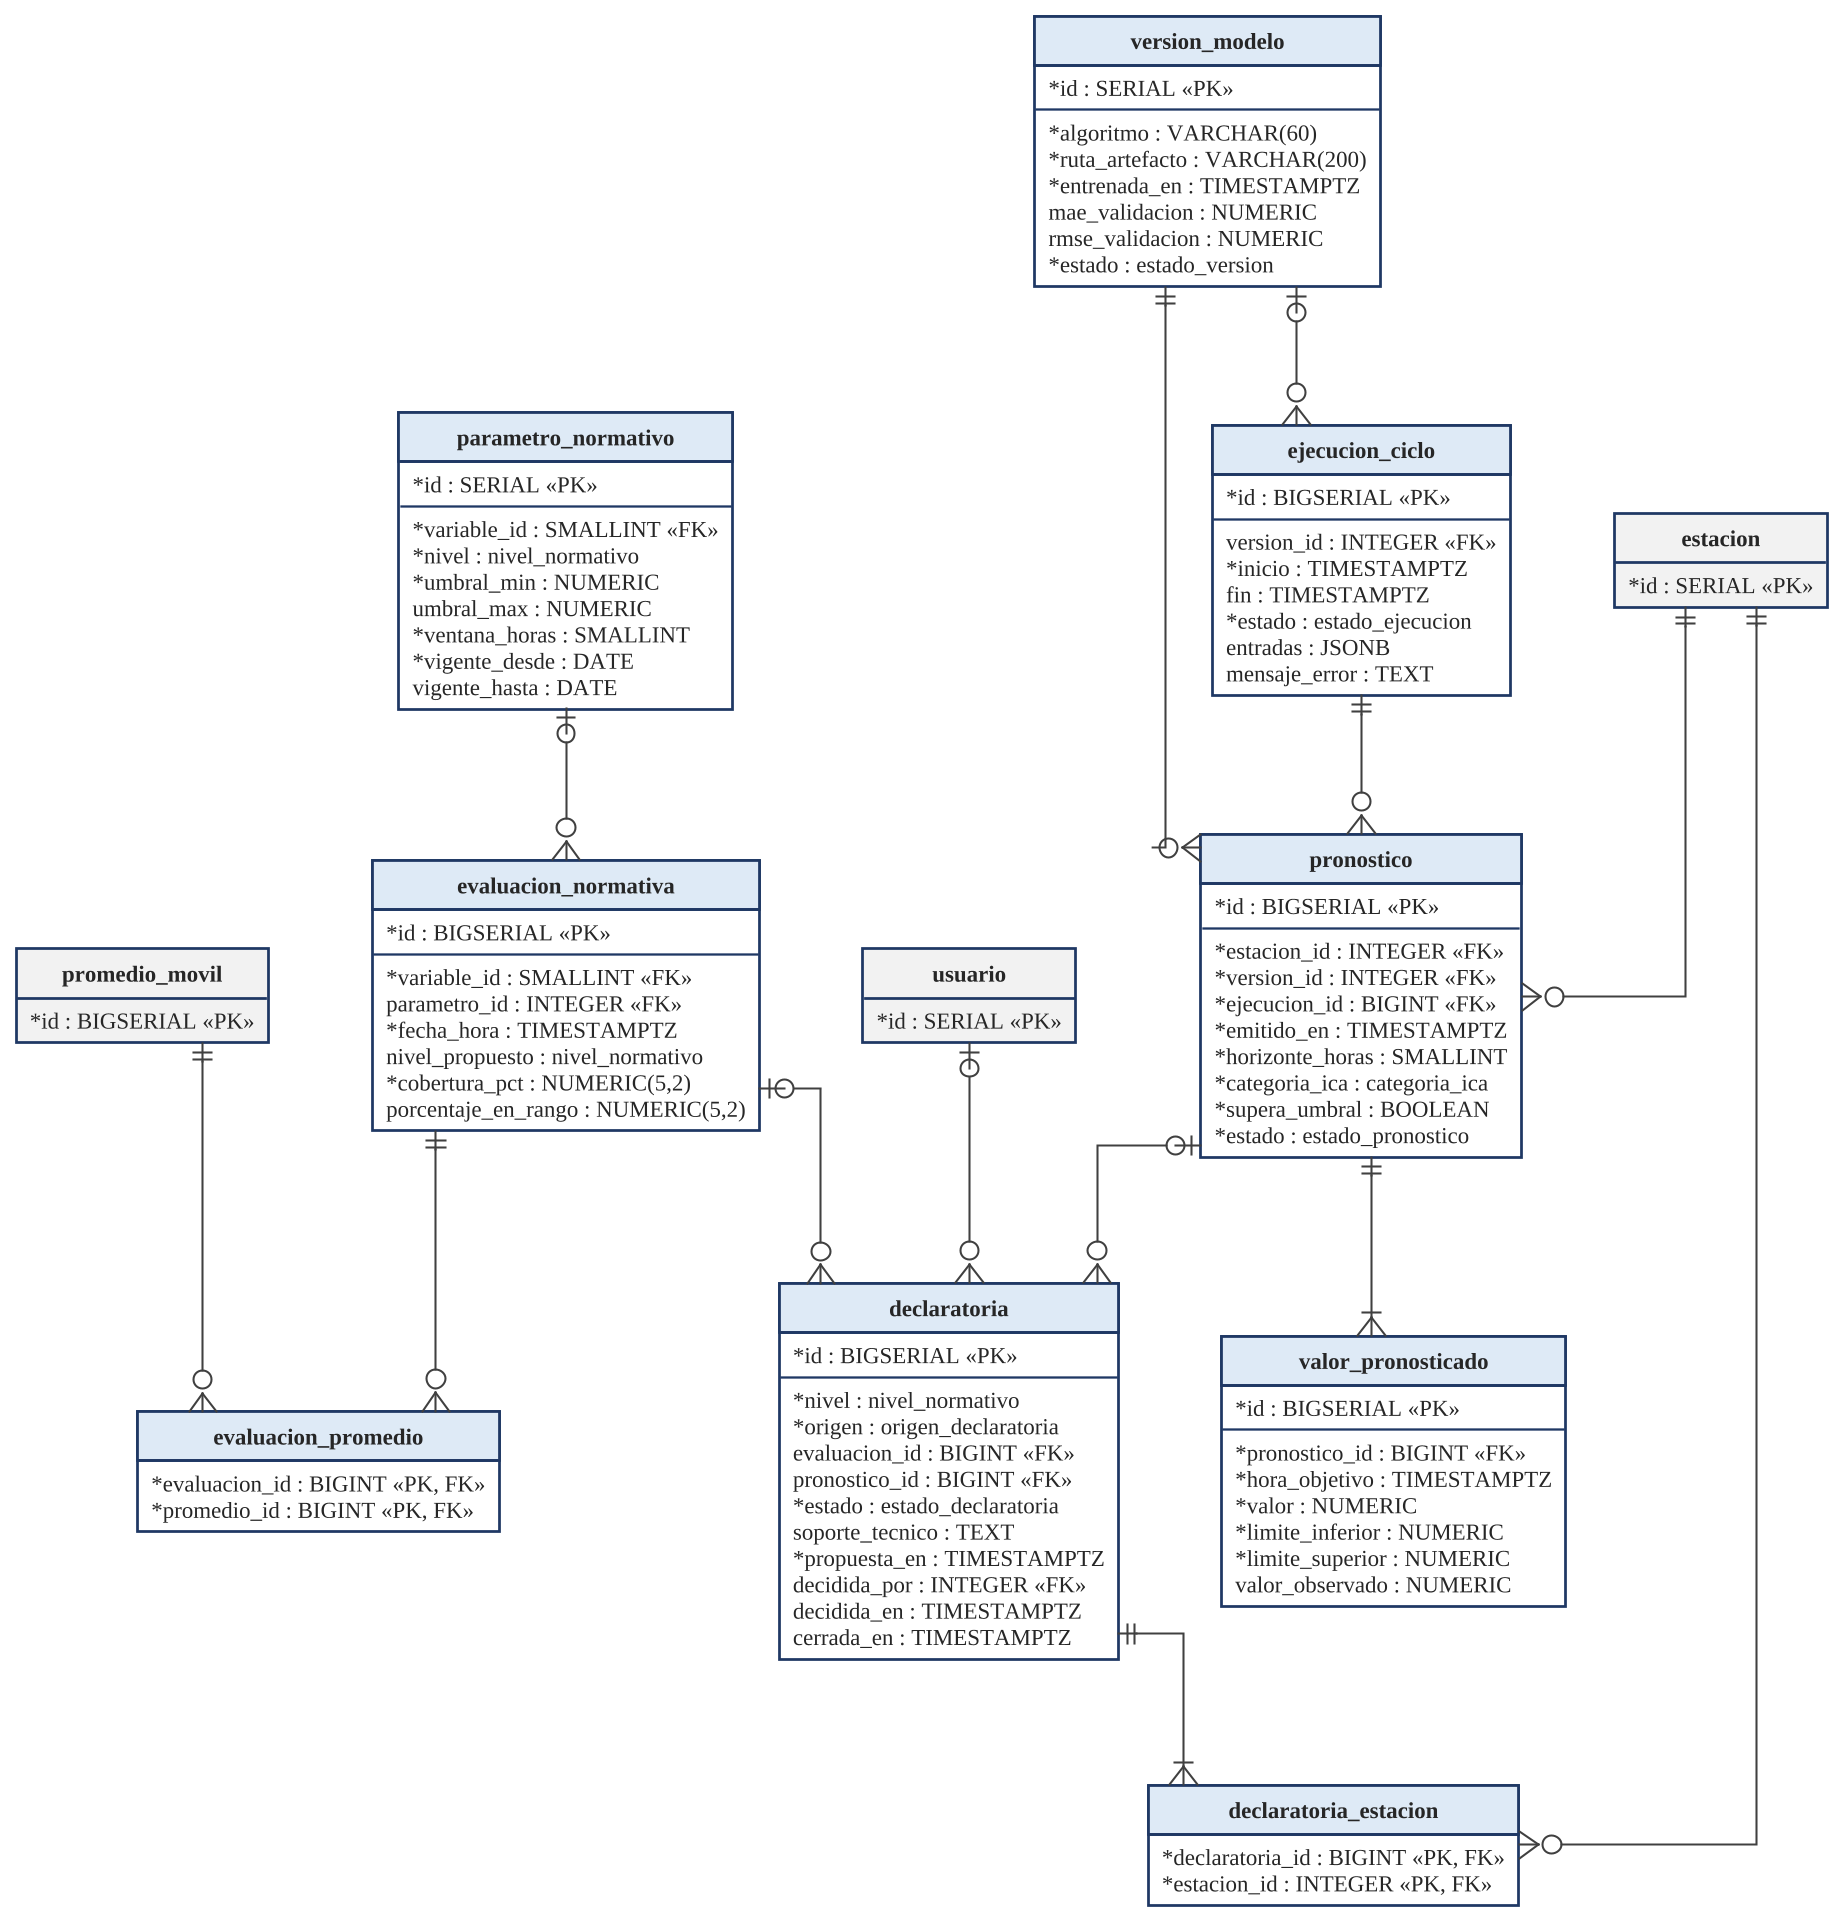 version_modelo
*id : SERIAL «PK»
*algoritmo : VARCHAR(60)
*ruta_artefacto : VARCHAR(200)
*entrenada_en : TIMESTAMPTZ
mae_validacion : NUMERIC
rmse_validacion : NUMERIC
*estado : estado_version
parametro_normativo
*id : SERIAL «PK»
*variable_id : SMALLINT «FK»
*nivel : nivel_normativo
*umbral_min : NUMERIC
umbral_max : NUMERIC
*ventana_horas : SMALLINT
*vigente_desde : DATE
vigente_hasta : DATE
ejecucion_ciclo
*id : BIGSERIAL «PK»
version_id : INTEGER «FK»
*inicio : TIMESTAMPTZ
fin : TIMESTAMPTZ
*estado : estado_ejecucion
entradas : JSONB
mensaje_error : TEXT
estacion
*id : SERIAL «PK»
evaluacion_normativa
*id : BIGSERIAL «PK»
*variable_id : SMALLINT «FK»
parametro_id : INTEGER «FK»
*fecha_hora : TIMESTAMPTZ
nivel_propuesto : nivel_normativo
*cobertura_pct : NUMERIC(5,2)
porcentaje_en_rango : NUMERIC(5,2)
pronostico
*id : BIGSERIAL «PK»
*estacion_id : INTEGER «FK»
*version_id : INTEGER «FK»
*ejecucion_id : BIGINT «FK»
*emitido_en : TIMESTAMPTZ
*horizonte_horas : SMALLINT
*categoria_ica : categoria_ica
*supera_umbral : BOOLEAN
*estado : estado_pronostico
promedio_movil
*id : BIGSERIAL «PK»
usuario
*id : SERIAL «PK»
declaratoria
*id : BIGSERIAL «PK»
*nivel : nivel_normativo
*origen : origen_declaratoria
evaluacion_id : BIGINT «FK»
pronostico_id : BIGINT «FK»
*estado : estado_declaratoria
soporte_tecnico : TEXT
*propuesta_en : TIMESTAMPTZ
decidida_por : INTEGER «FK»
decidida_en : TIMESTAMPTZ
cerrada_en : TIMESTAMPTZ
valor_pronosticado
*id : BIGSERIAL «PK»
*pronostico_id : BIGINT «FK»
*hora_objetivo : TIMESTAMPTZ
*valor : NUMERIC
*limite_inferior : NUMERIC
*limite_superior : NUMERIC
valor_observado : NUMERIC
evaluacion_promedio
*evaluacion_id : BIGINT «PK, FK»
*promedio_id : BIGINT «PK, FK»
declaratoria_estacion
*declaratoria_id : BIGINT «PK, FK»
*estacion_id : INTEGER «PK, FK»